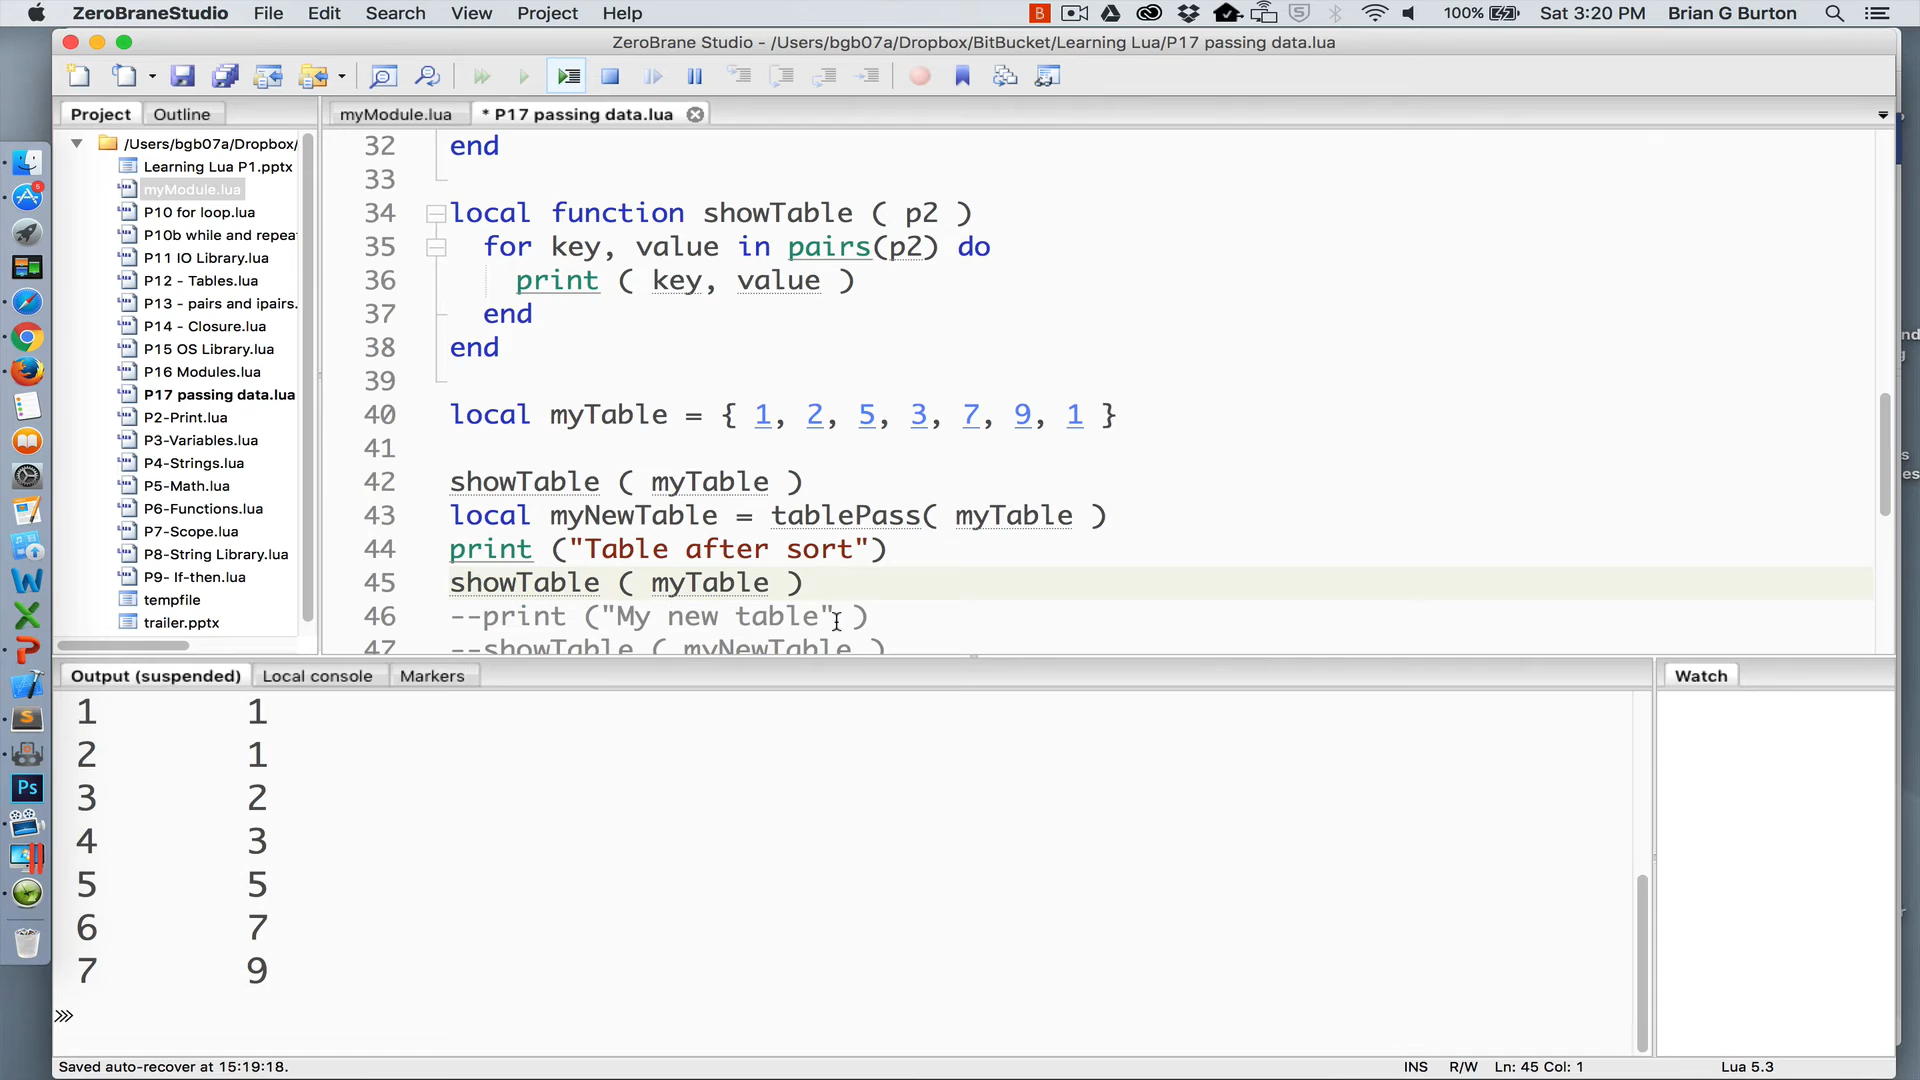 ZeroBraneStudio File Edit Search View Project Help
B 100% Sat 3:20 PM Brian G Burton
ZeroBrane Studio - /Users/bgb07a/Dropbox/BitBucket/Learning Lua/P17 passing data.lua
Project Outline
myModule.lua * P17 passing data.lua
/Users/bgb07a/Dropbox/
Learning Lua P1.pptx
myModule.lua
P10 for loop.lua
P10b while and repea
P11 IO Library.lua
P12 - Tables.lua
P13 - pairs and ipairs.
P14 - Closure.lua
P15 OS Library.lua
P16 Modules.lua
P17 passing data.lua
P2-Print.lua
P3-Variables.lua
P4-Strings.lua
P5-Math.lua
P6-Functions.lua
P7-Scope.lua
P8-String Library.lua
P9- If-then.lua
tempfile
trailer.pptx
32 end
33
34 local function showTable ( p2 )
35 for key, value in pairs(p2) do
36 print ( key, value )
37 end
38 end
39
40 local myTable = { 1, 2, 5, 3, 7, 9, 1 }
41
42 showTable ( myTable )
43 local myNewTable = tablePass( myTable )
44 print ("Table after sort")
45 showTable ( myTable )
46 --print ("My new table" )
47 --showTable ( myNewTable )
Output (suspended) Local console Markers
Watch
1 1
2 1
3 2
4 3
5 5
6 7
7 9
Saved auto-recover at 15:19:18.
INS R/W Ln: 45 Col: 1 Lua 5.3